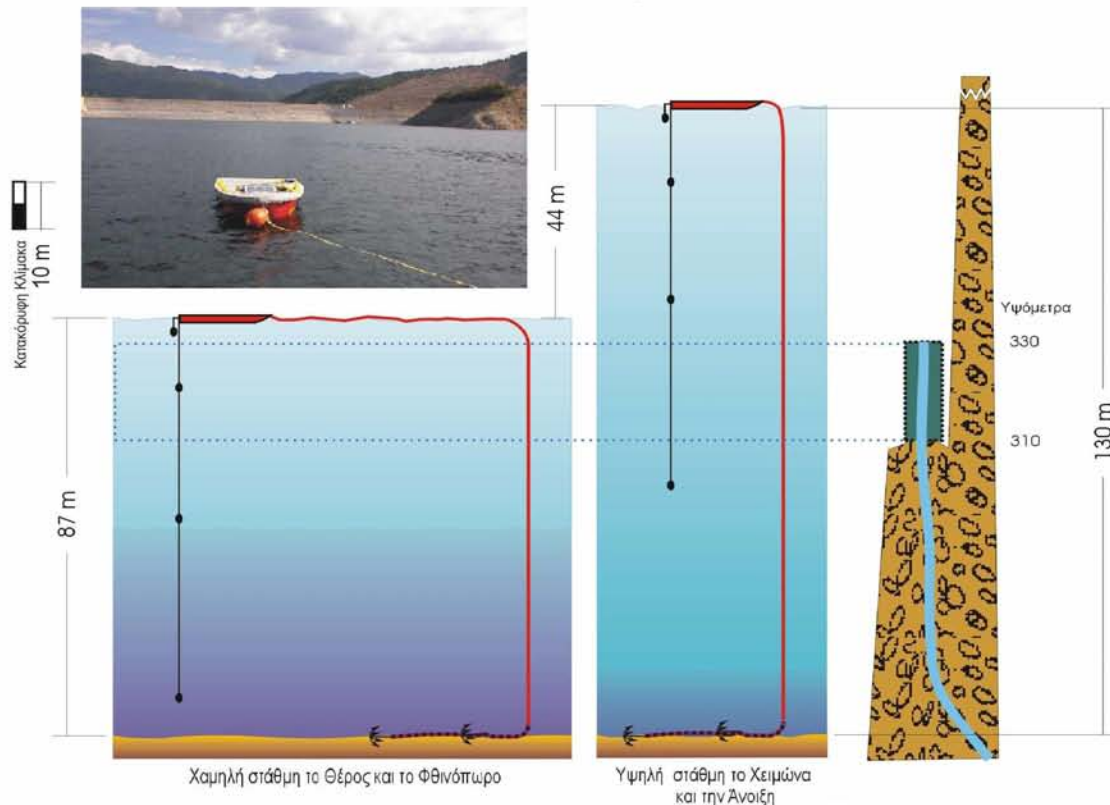 Κατακόρυφη Κλίμακα
10 m
44 m
87 m
Υψόμετρα
330
310
130 m
Χαμηλή στάθμη το Θέρος και το Φθινόπωρο
Υψηλή στάθμη το Χειμώνα
και την Άνοιξη